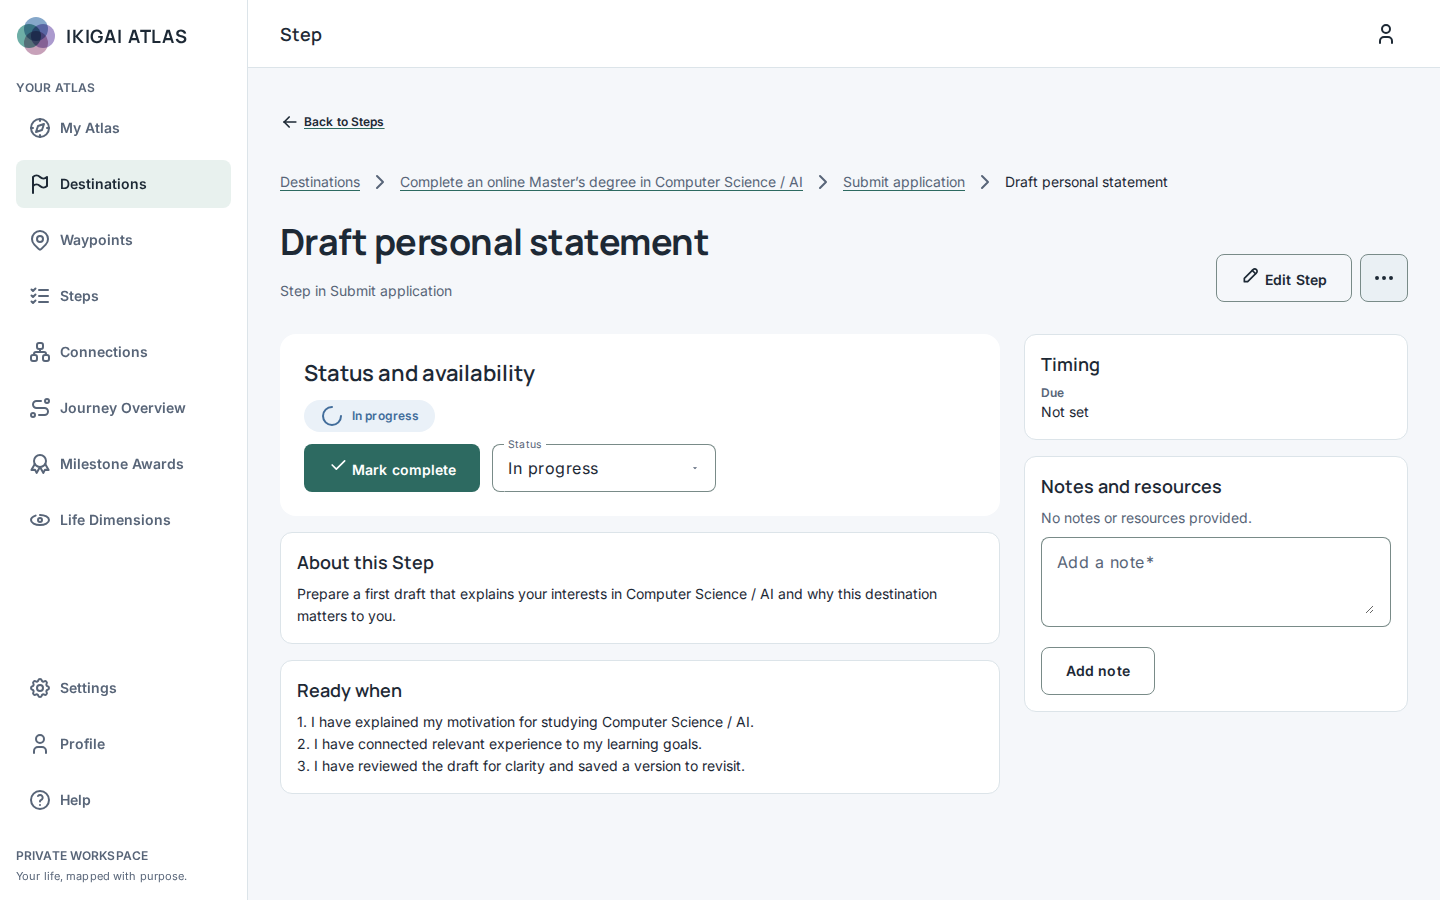 IKIGAI ATLAS
YOUR ATLAS
My Atlas
Destinations
Waypoints
Steps
Connections
Journey Overview
Milestone Awards
Life Dimensions
Settings
Profile
Help
PRIVATE WORKSPACE
Your life, mapped with purpose.
Step
Back to Steps
Destinations > Complete an online Master's degree in Computer Science / AI > Submit application > Draft personal statement
Draft personal statement
Step in Submit application
Edit Step
Status and availability
In progress
Mark complete
Status
In progress
About this Step
Prepare a first draft that explains your interests in Computer Science / AI and why this destination
matters to you.
Ready when
1. I have explained my motivation for studying Computer Science / AI.
2. I have connected relevant experience to my learning goals.
3. I have reviewed the draft for clarity and saved a version to revisit.
Timing
Due
Not set
Notes and resources
No notes or resources provided.
Add a note*
Add note